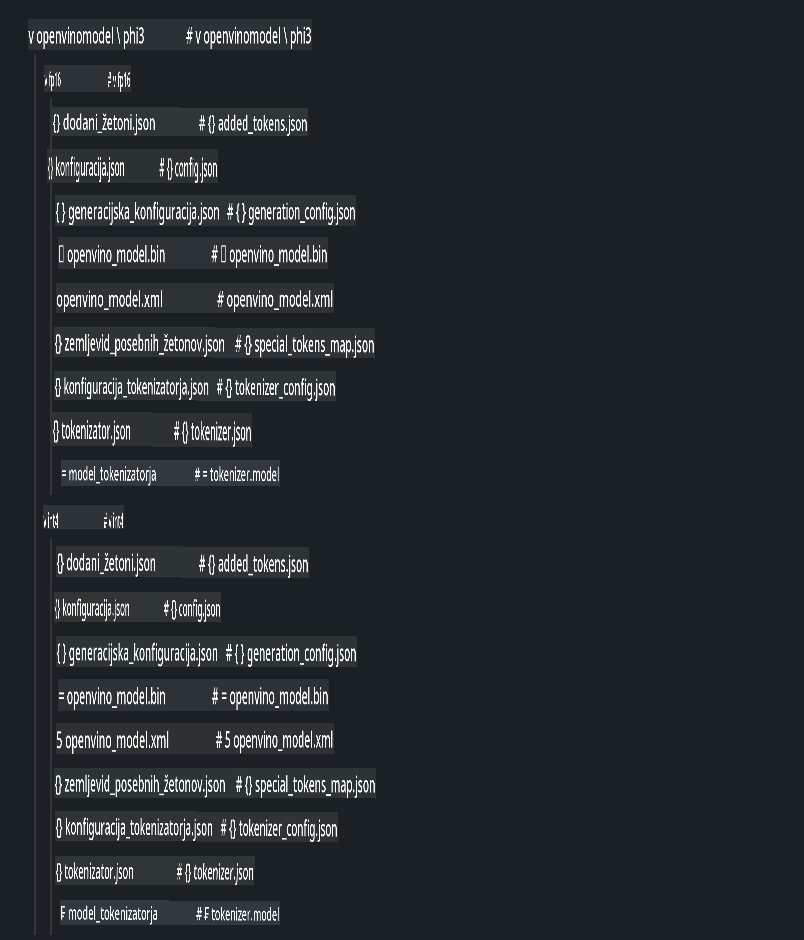 v openvinomodel \ phi3 # v openvinomodel \ phi3
v fp16 # v fp16
{} dodani_žetoni.json # {} added_tokens.json
{} konfiguracija.json # {} config.json
{ } generacijska_konfiguracija.json # { } generation_config.json
▯ openvino_model.bin # ▯ openvino_model.bin
openvino_model.xml # openvino_model.xml
{} zemljevid_posebnih_žetonov.json # {} special_tokens_map.json
{} konfiguracija_tokenizatorja.json # {} tokenizer_config.json
{} tokenizator.json # {} tokenizer.json
= model_tokenizatorja # = tokenizer.model
v int4 # v int4
{} dodani_žetoni.json # {} added_tokens.json
{} konfiguracija.json # {} config.json
{ } generacijska_konfiguracija.json # { } generation_config.json
= openvino_model.bin # = openvino_model.bin
5 openvino_model.xml # 5 openvino_model.xml
{} zemljevid_posebnih_žetonov.json # {} special_tokens_map.json
{} konfiguracija_tokenizatorja.json # {} tokenizer_config.json
{} tokenizator.json # {} tokenizer.json
F model_tokenizatorja # F tokenizer.model